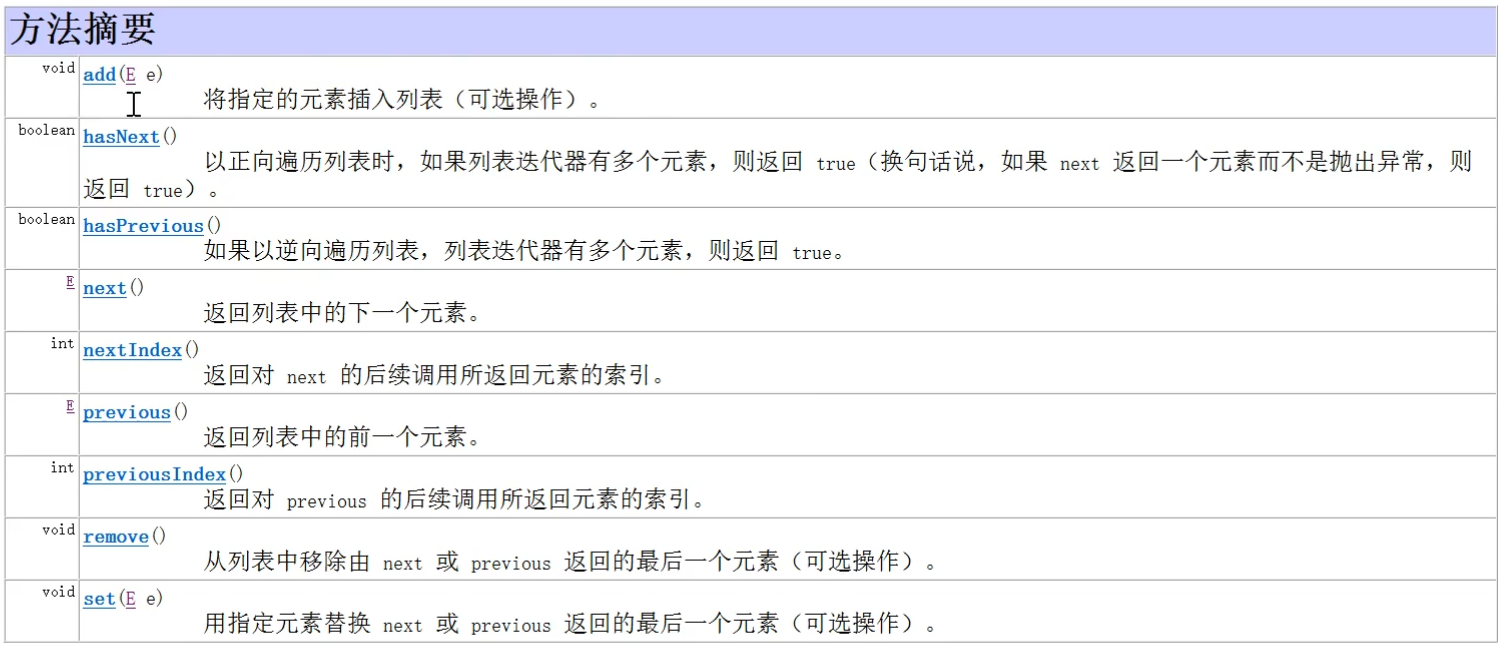 方法摘要
void add(E e)
将指定的元素插入列表（可选操作）。
boolean hasNext()
以正向遍历列表时，如果列表迭代器有多个元素，则返回 true（换句话说，如果 next 返回一个元素而不是抛出异常，则
返回 true）。
boolean hasPrevious()
如果以逆向遍历列表，列表迭代器有多个元素，则返回 true。
E next()
返回列表中的下一个元素。
int nextIndex()
返回对 next 的后续调用所返回元素的索引。
E previous()
返回列表中的前一个元素。
int previousIndex()
返回对 previous 的后续调用所返回元素的索引。
void remove()
从列表中移除由 next 或 previous 返回的最后一个元素（可选操作）。
void set(E e)
用指定元素替换 next 或 previous 返回的最后一个元素（可选操作）。